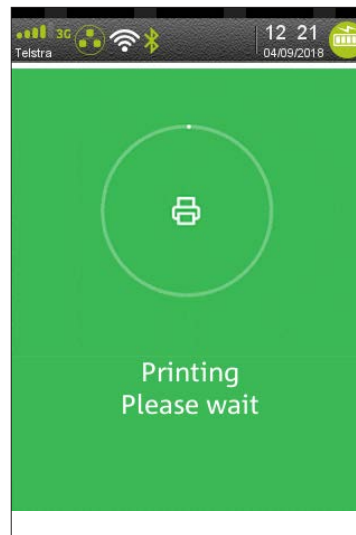 3G
12 21
Telstra
04/09/2018
Printing
Please wait